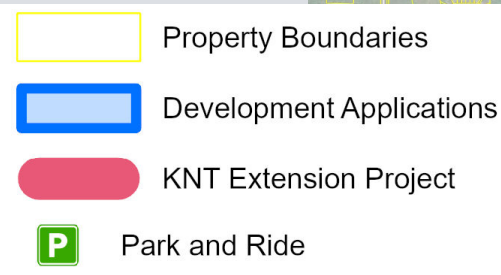 Property Boundaries
Development Applications
KNT Extension Project
P Park and Ride